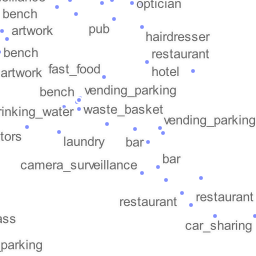 optician
bench
pub
artwork
hairdresser
bench
restaurant
artwork
fast_food
hotel
bench
vending_parking
rinking_water
waste_basket
vending_parking
tors
laundry
bar
camera_surveillance
bar
restaurant
restaurant
ass
car_sharing
parking